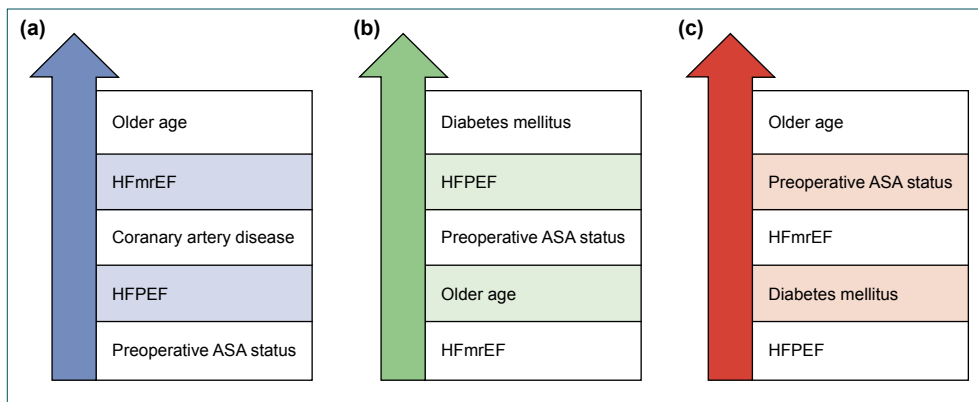 (a)
Older age
HFmrEF
Coranary artery disease
HFPEF
Preoperative ASA status
(b)
Diabetes mellitus
HFPEF
Preoperative ASA status
Older age
HFmrEF
(c)
Older age
Preoperative ASA status
HFmrEF
Diabetes mellitus
HFPEF